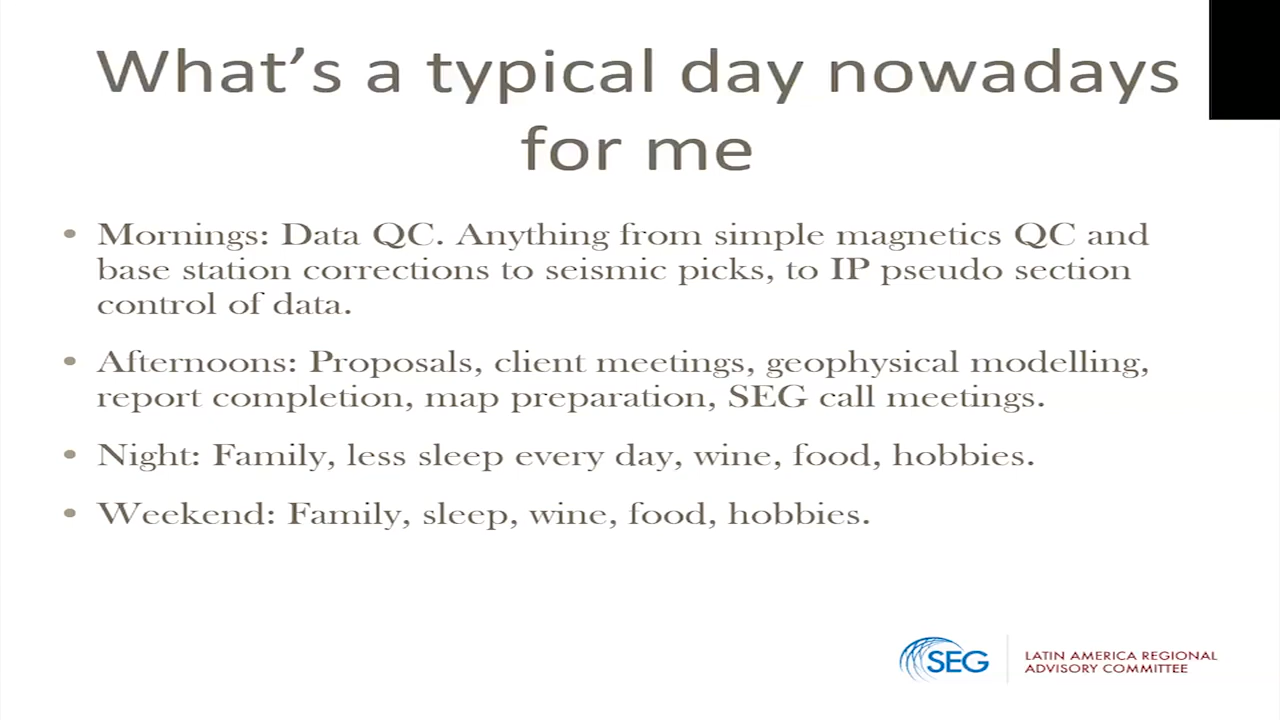 What's a typical day nowadays
for me
• Mornings: Data QC. Anything from simple magnetics QC and
base station corrections to seismic picks, to IP pseudo section
control of data.
• Afternoons: Proposals, client meetings, geophysical modelling,
report completion, map preparation, SEG call meetings.
• Night: Family, less sleep every day, wine, food, hobbies.
• Weekend: Family, sleep, wine, food, hobbies.
SEG
LATIN AMERICA REGIONAL
ADVISORY COMMITTEE